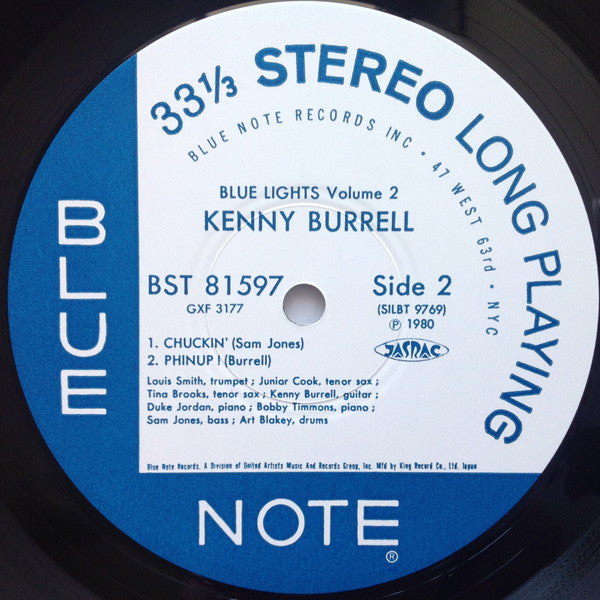 33⅓ STEREO LONG PLAYING
BLUE NOTE RECORDS INC · 47 WEST 63rd · NYC
BLUE LIGHTS Volume 2
KENNY BURRELL
BST 81597
GXF 3177
Side 2
(SILBT 9769)
Ⓟ 1980
JASRAC
1. CHUCKIN' (Sam Jones)
2. PHINUP! (Burrell)
Louis Smith, trumpet ; Juniar Cook, tenor sax ;
Tina Brooks, tenor sax ; Kenny Burrell, guitar ;
Duke Jordan, piano ; Bobby Timmons, piano ;
Sam Jones, bass ; Art Blakey, drums
Blue Note Records, A Division of United Artists Music And Records Group, Inc. Mfd by King Record Co., Ltd. Japan
BLUE
NOTE®